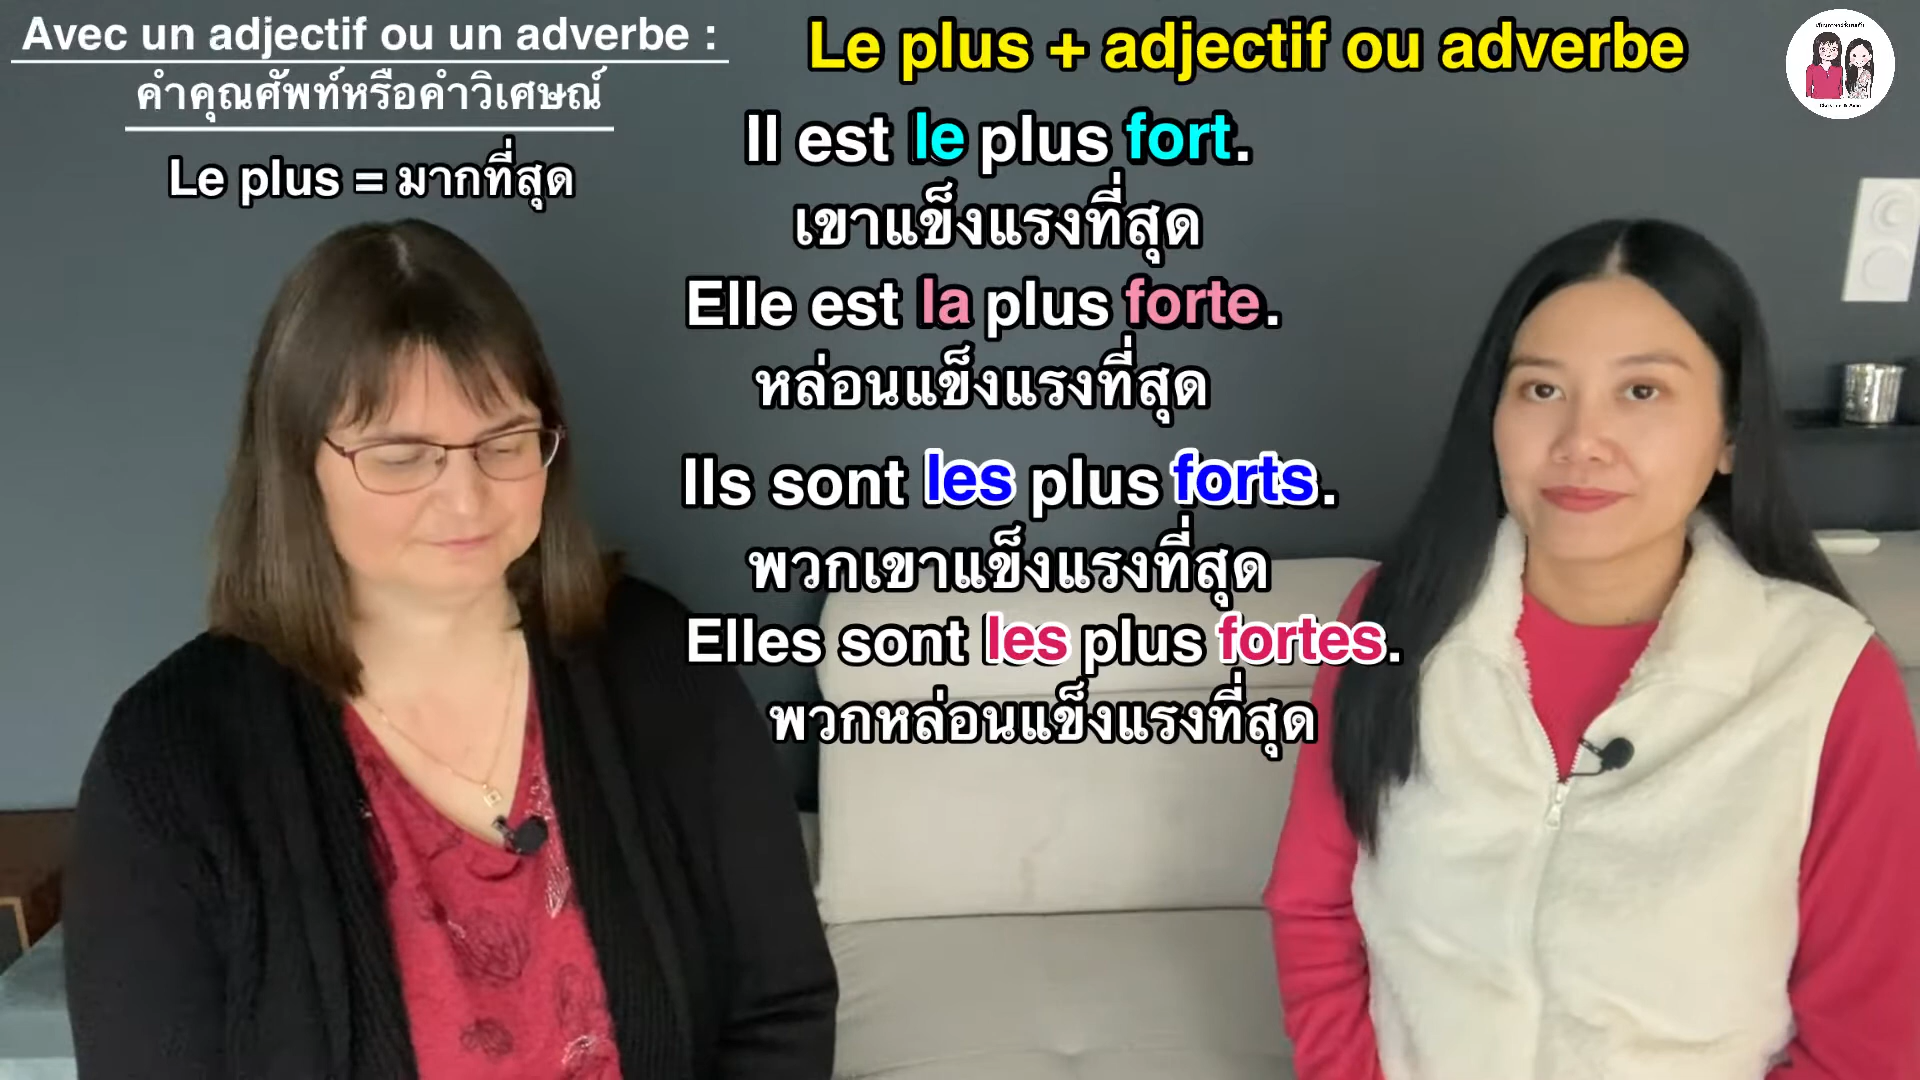 Avec un adjectif ou un adverbe :
คำคุณศัพท์หรือคำวิเศษณ์
Le plus = มากที่สุด
Le plus + adjectif ou adverbe
Il est le plus fort.
เขาแข็งแรงที่สุด
Elle est la plus forte.
หล่อนแข็งแรงที่สุด
Ils sont les plus forts.
พวกเขาแข็งแรงที่สุด
Elles sont les plus fortes.
พวกหล่อนแข็งแรงที่สุด